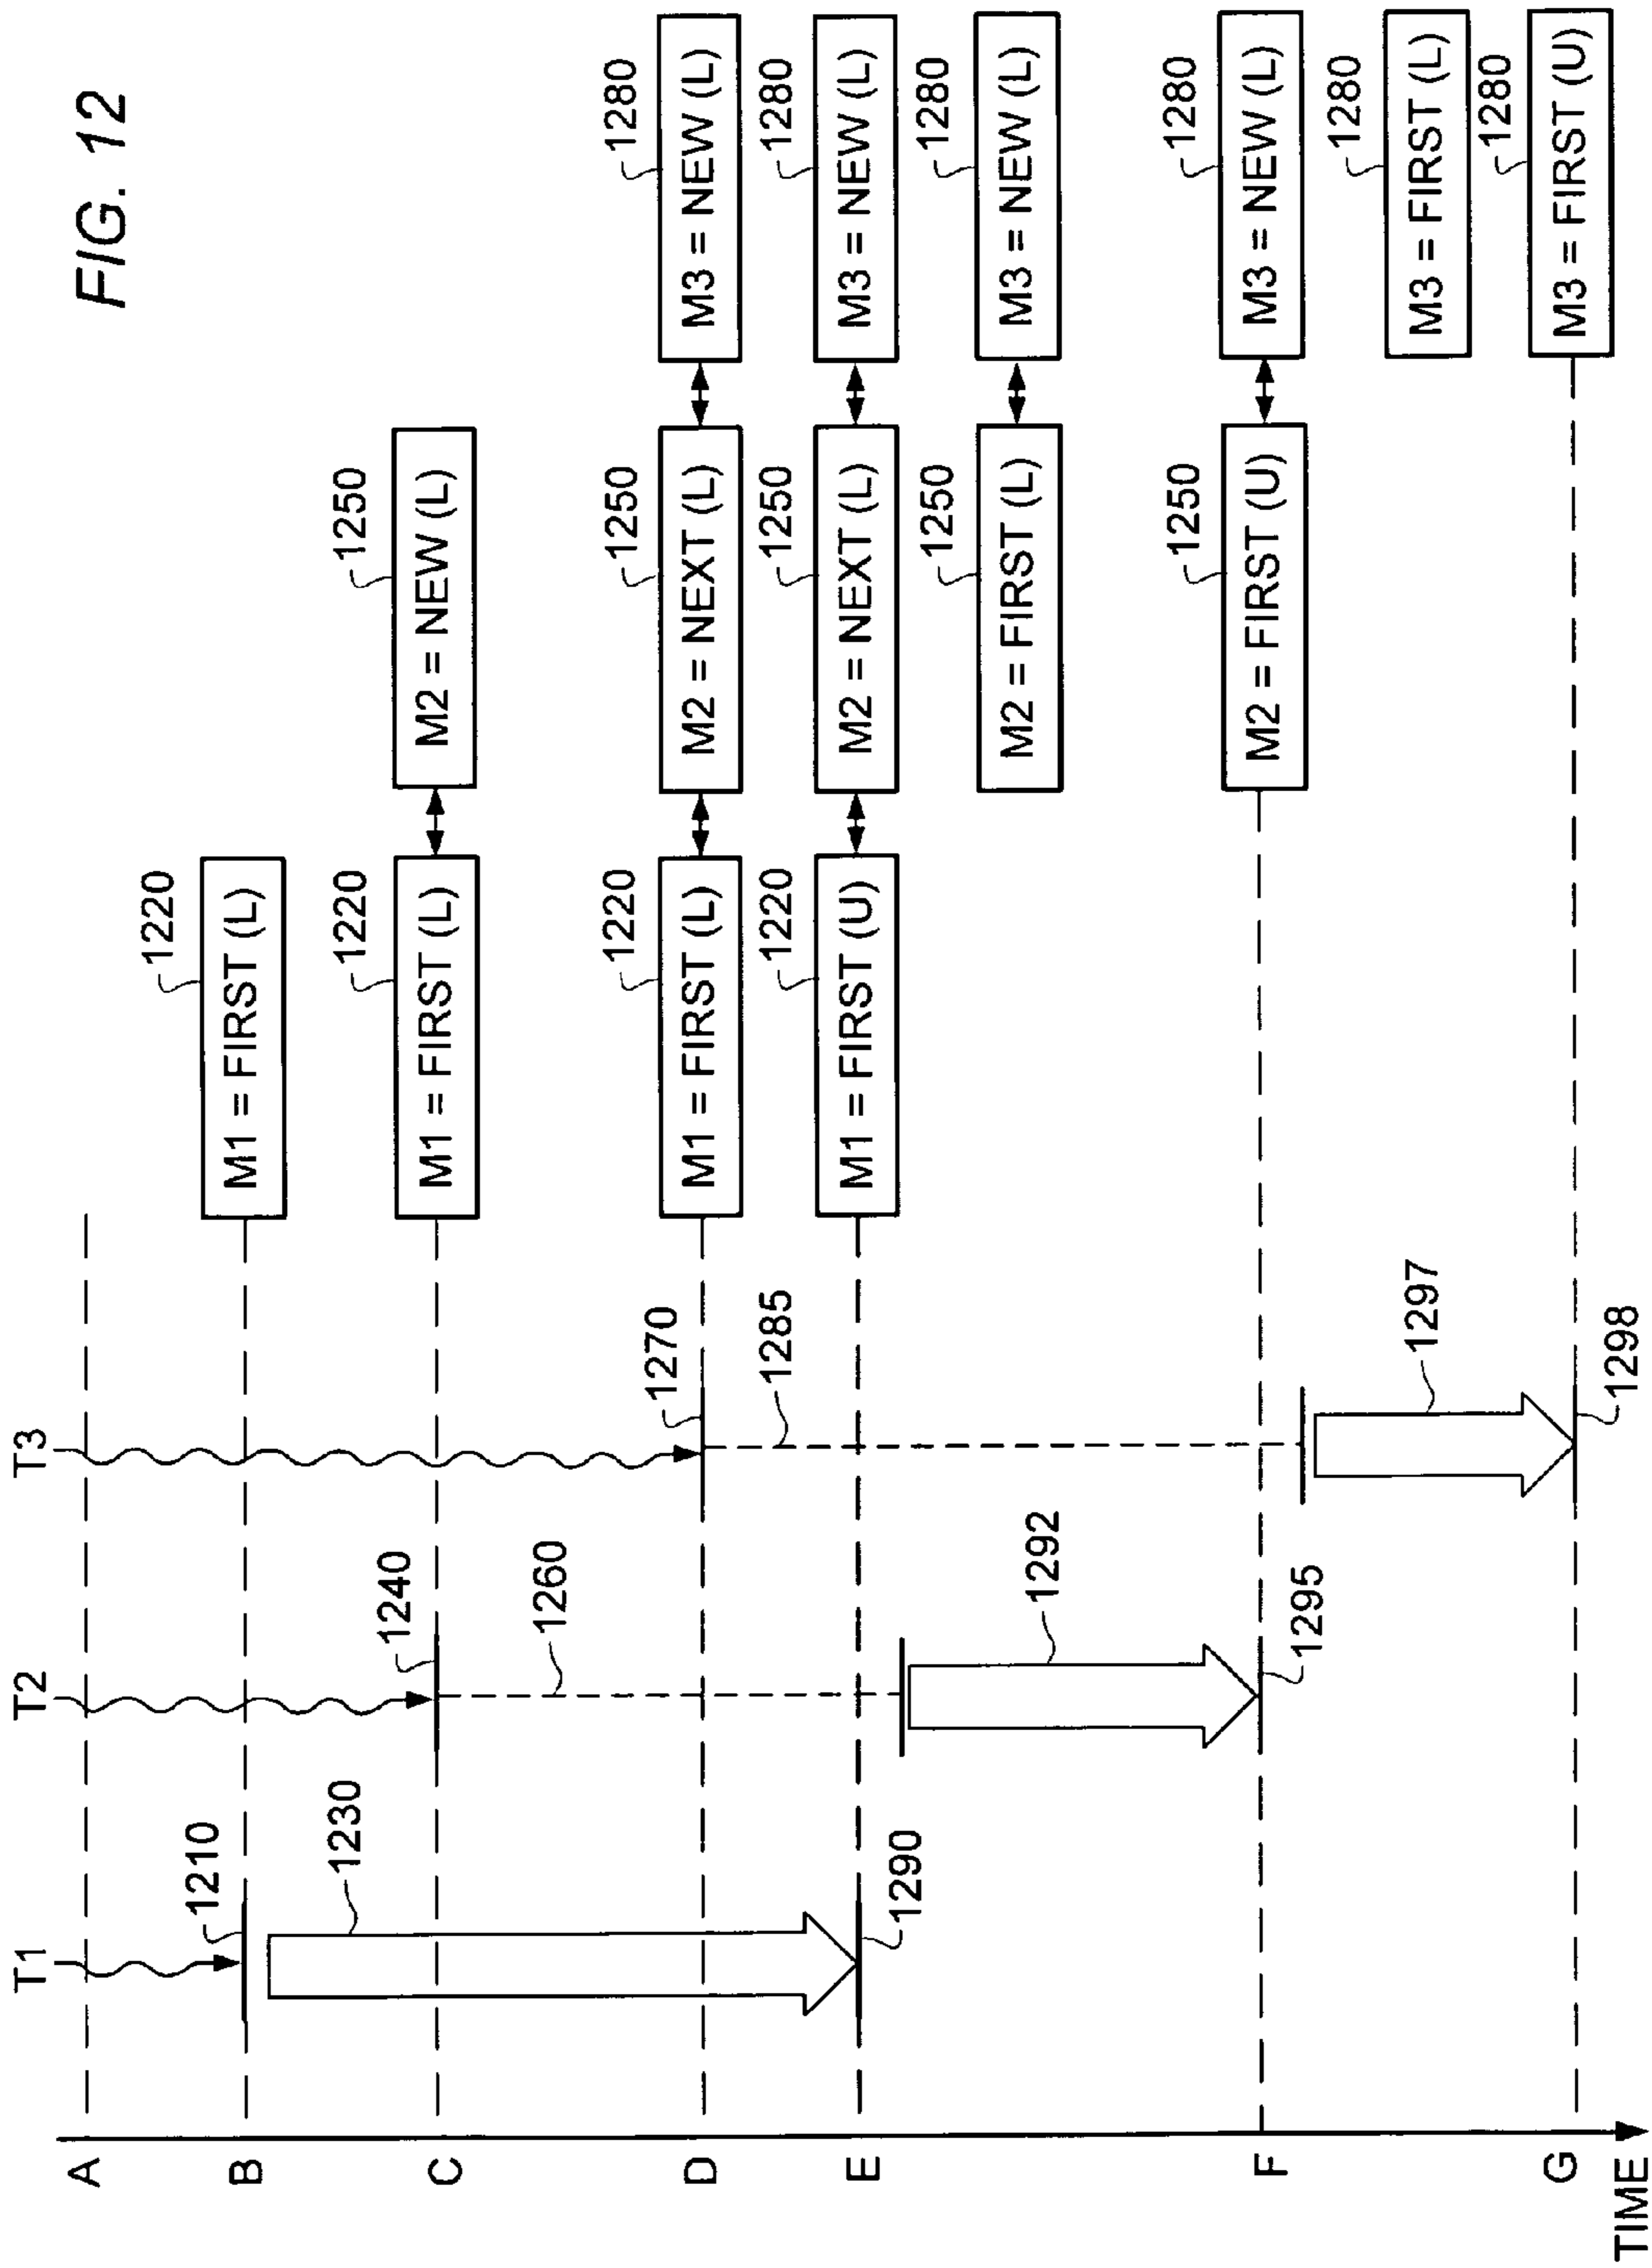 FIG. 12
T1
T2
T3
A
B
1210
1220
M1 = FIRST (L)
1230
C
1240
1220
M1 = FIRST (L)
1250
M2 = NEW (L)
1260
D
1270
1220
M1 = FIRST (L)
1250
M2 = NEXT (L)
1280
M3 = NEW (L)
1285
E
1290
1220
M1 = FIRST (U)
1250
M2 = NEXT (L)
1280
M3 = NEW (L)
1292
1250
M2 = FIRST (L)
1280
M3 = NEW (L)
F
1295
1250
M2 = FIRST (U)
1280
M3 = NEW (L)
1297
1280
M3 = FIRST (L)
G
1298
1280
M3 = FIRST (U)
TIME